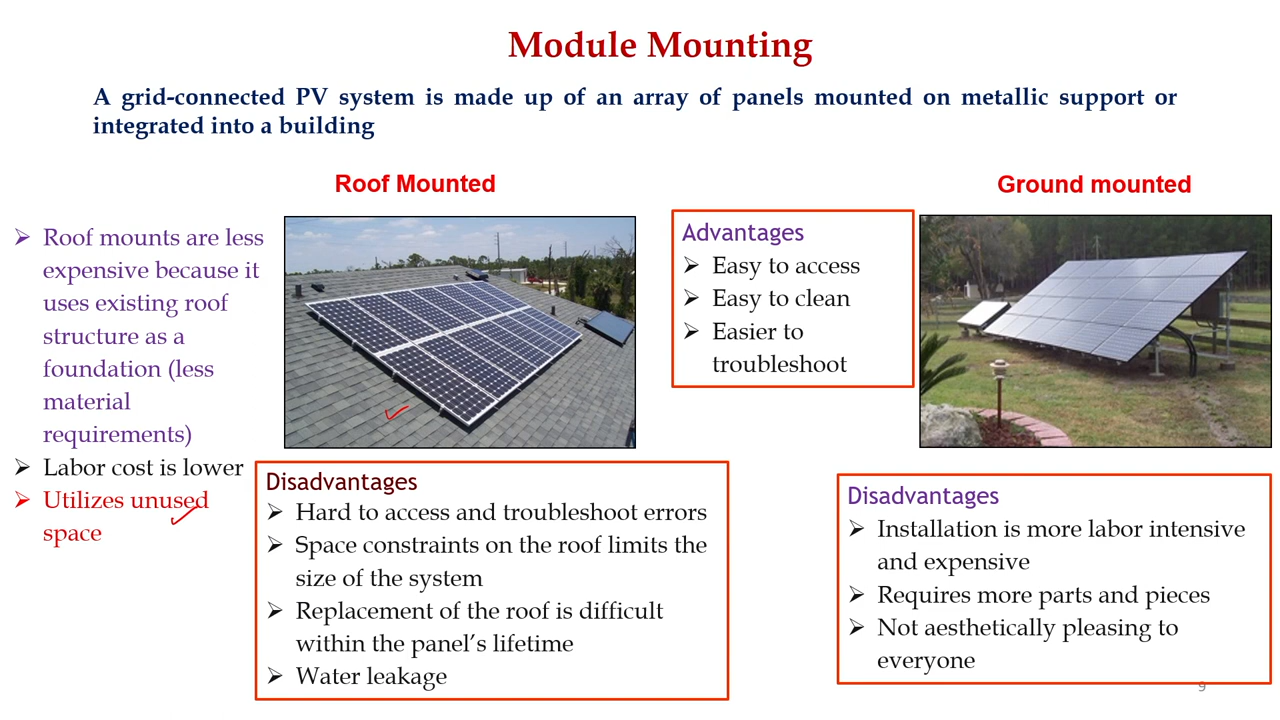 Module Mounting
A grid-connected PV system is made up of an array of panels mounted on metallic support or
integrated into a building
Roof Mounted
➢ Roof mounts are less
expensive because it
uses existing roof
structure as a
foundation (less
material
requirements)
➢ Labor cost is lower
➢ Utilizes unused
space
Disadvantages
➢ Hard to access and troubleshoot errors
➢ Space constraints on the roof limits the
size of the system
➢ Replacement of the roof is difficult
within the panel’s lifetime
➢ Water leakage
Ground mounted
Advantages
➢ Easy to access
➢ Easy to clean
➢ Easier to
troubleshoot
Disadvantages
➢ Installation is more labor intensive
and expensive
➢ Requires more parts and pieces
➢ Not aesthetically pleasing to
everyone
9